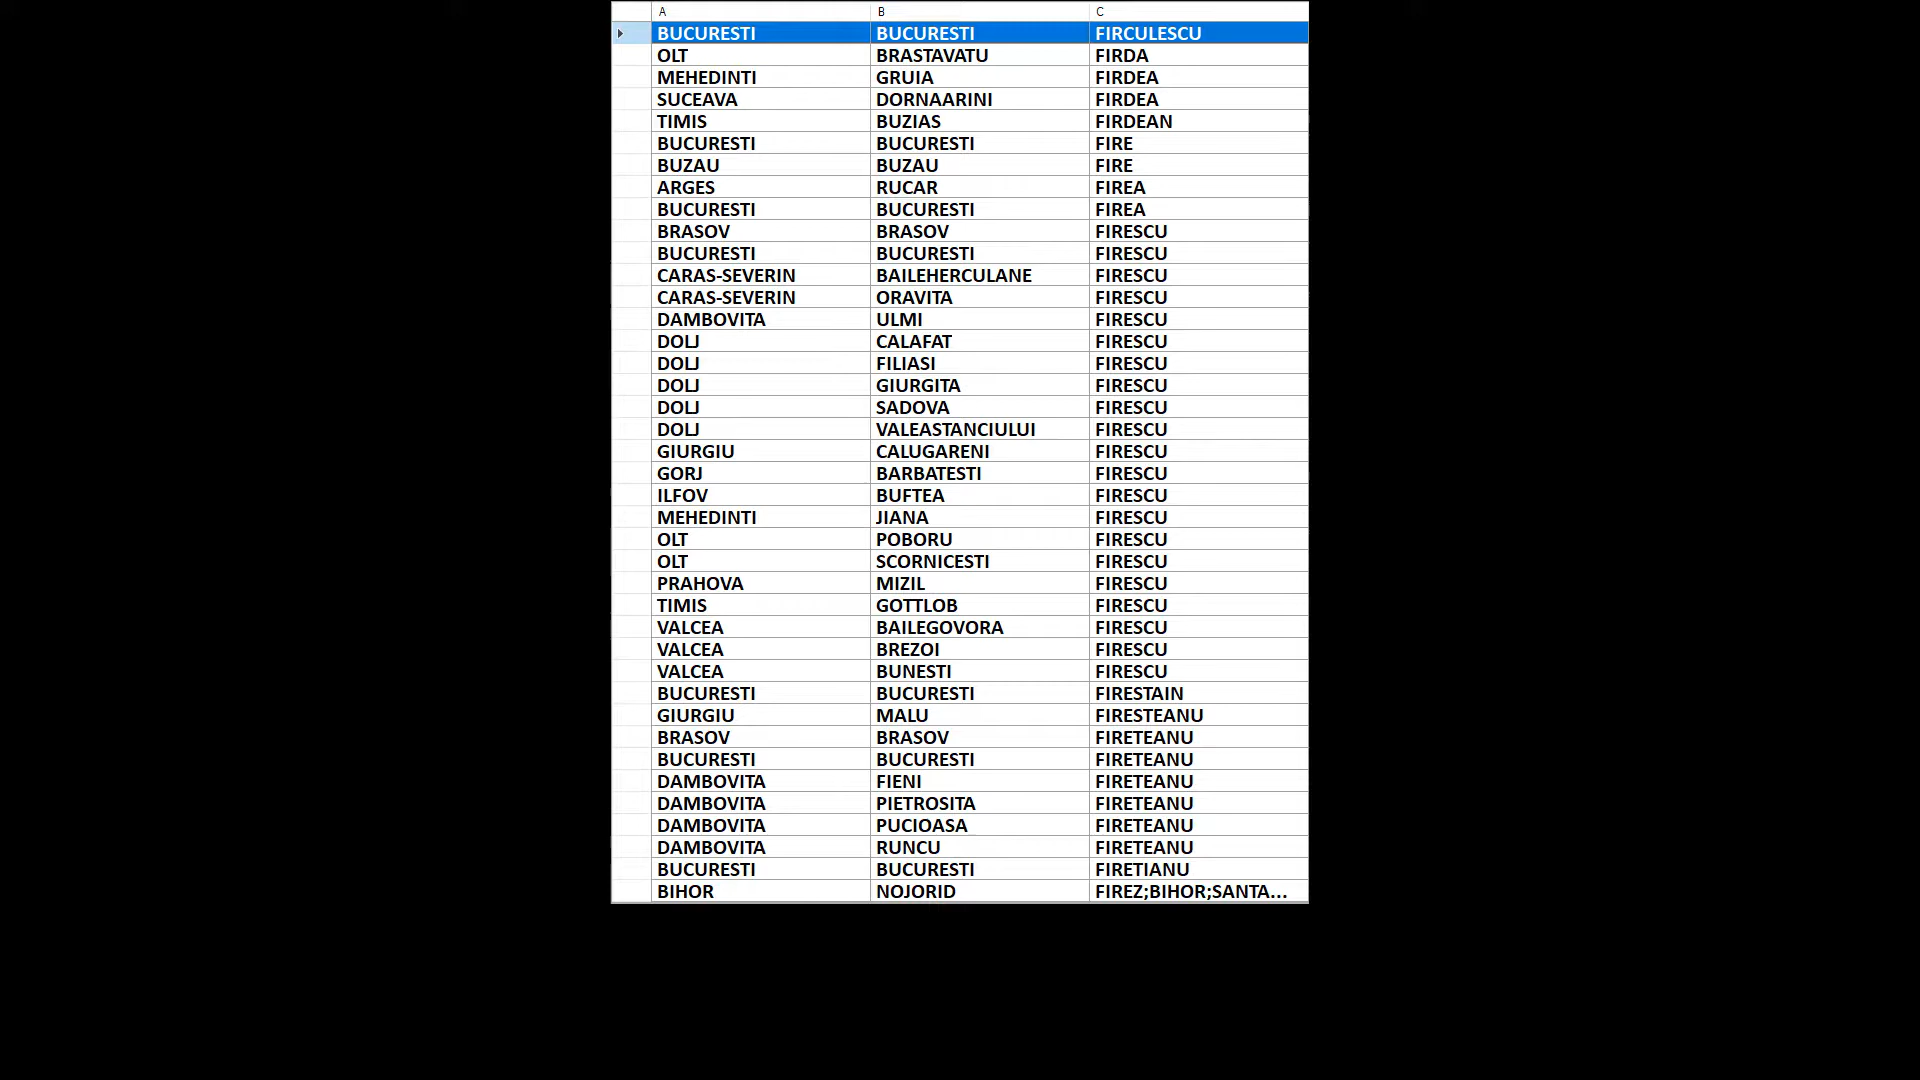 A B C
BUCURESTI BUCURESTI FIRCULESCU
OLT BRASTAVATU FIRDA
MEHEDINTI GRUIA FIRDEA
SUCEAVA DORNAARINI FIRDEA
TIMIS BUZIAS FIRDEAN
BUCURESTI BUCURESTI FIRE
BUZAU BUZAU FIRE
ARGES RUCAR FIREA
BUCURESTI BUCURESTI FIREA
BRASOV BRASOV FIRESCU
BUCURESTI BUCURESTI FIRESCU
CARAS-SEVERIN BAILEHERCULANE FIRESCU
CARAS-SEVERIN ORAVITA FIRESCU
DAMBOVITA ULMI FIRESCU
DOLJ CALAFAT FIRESCU
DOLJ FILIASI FIRESCU
DOLJ GIURGITA FIRESCU
DOLJ SADOVA FIRESCU
DOLJ VALEASTANCIULUI FIRESCU
GIURGIU CALUGARENI FIRESCU
GORJ BARBATESTI FIRESCU
ILFOV BUFTEA FIRESCU
MEHEDINTI JIANA FIRESCU
OLT POBORU FIRESCU
OLT SCORNICESTI FIRESCU
PRAHOVA MIZIL FIRESCU
TIMIS GOTTLOB FIRESCU
VALCEA BAILEGOVORA FIRESCU
VALCEA BREZOI FIRESCU
VALCEA BUNESTI FIRESCU
BUCURESTI BUCURESTI FIRESTAIN
GIURGIU MALU FIRESTEANU
BRASOV BRASOV FIRETEANU
BUCURESTI BUCURESTI FIRETEANU
DAMBOVITA FIENI FIRETEANU
DAMBOVITA PIETROSITA FIRETEANU
DAMBOVITA PUCIOASA FIRETEANU
DAMBOVITA RUNCU FIRETEANU
BUCURESTI BUCURESTI FIRETIANU
BIHOR NOJORID FIREZ;BIHOR;SANTA...